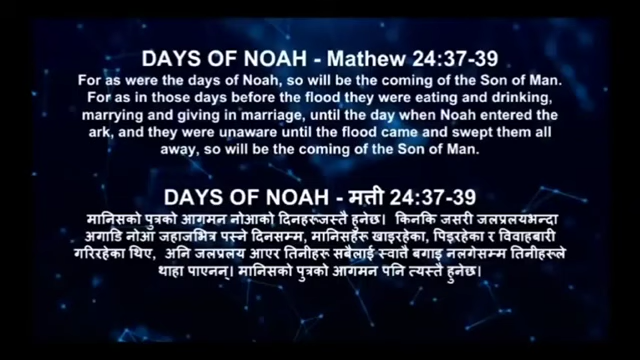 DAYS OF NOAH - Mathew 24:37-39
For as were the days of Noah, so will be the coming of the Son of Man.
For as in those days before the flood they were eating and drinking,
marrying and giving in marriage, until the day when Noah entered the
ark, and they were unaware until the flood came and swept them all
away, so will be the coming of the Son of Man.
DAYS OF NOAH - मत्ती 24:37-39
मानिसको पुत्रको आगमन नोआको दिनहरूजस्तै हुनेछ। किनकि जसरी जलप्रलयभन्दा
अगाडि नोआ जहाजभित्र पस्ने दिनसम्म, मानिसहरू खाइरहेका, पिइरहेका र विवाहबारी
गरिरहेका थिए, अनि जलप्रलय आएर तिनीहरू सबैलाई स्वात्तै बगाइ नलगेसम्म तिनीहरूले
थाहा पाएनन्। मानिसको पुत्रको आगमन पनि त्यस्तै हुनेछ।